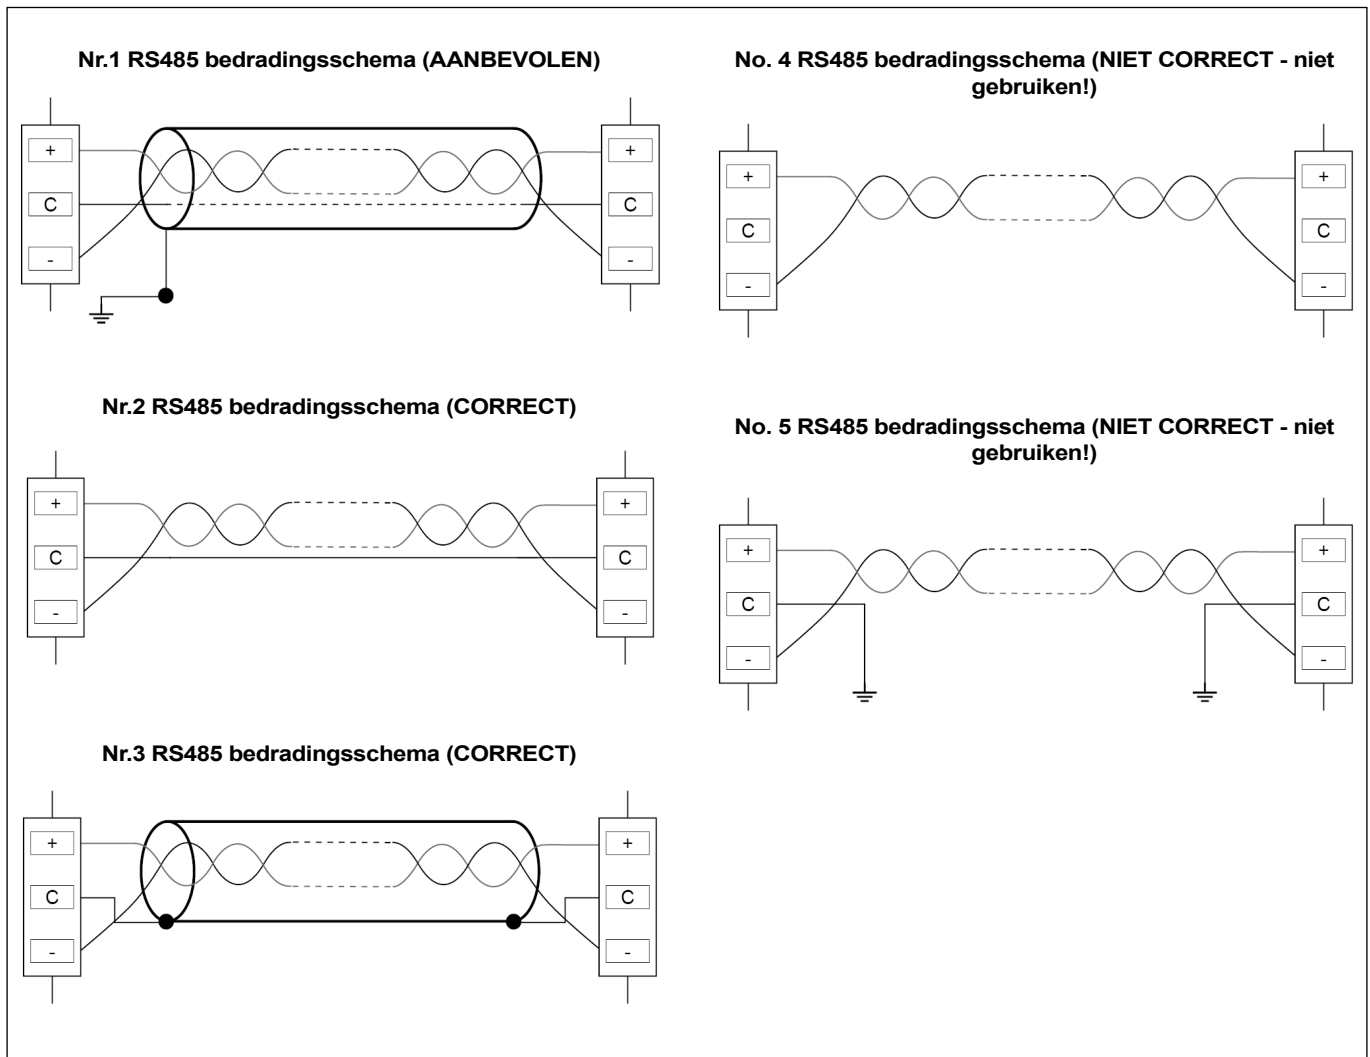 Nr.1 RS485 bedradingsschema (AANBEVOLEN)
+
C
-
+
C
-
Nr.2 RS485 bedradingsschema (CORRECT)
+
C
-
+
C
-
Nr.3 RS485 bedradingsschema (CORRECT)
+
C
-
+
C
-
No. 4 RS485 bedradingsschema (NIET CORRECT - niet
gebruiken!)
+
C
-
+
C
-
No. 5 RS485 bedradingsschema (NIET CORRECT - niet
gebruiken!)
+
C
-
+
C
-